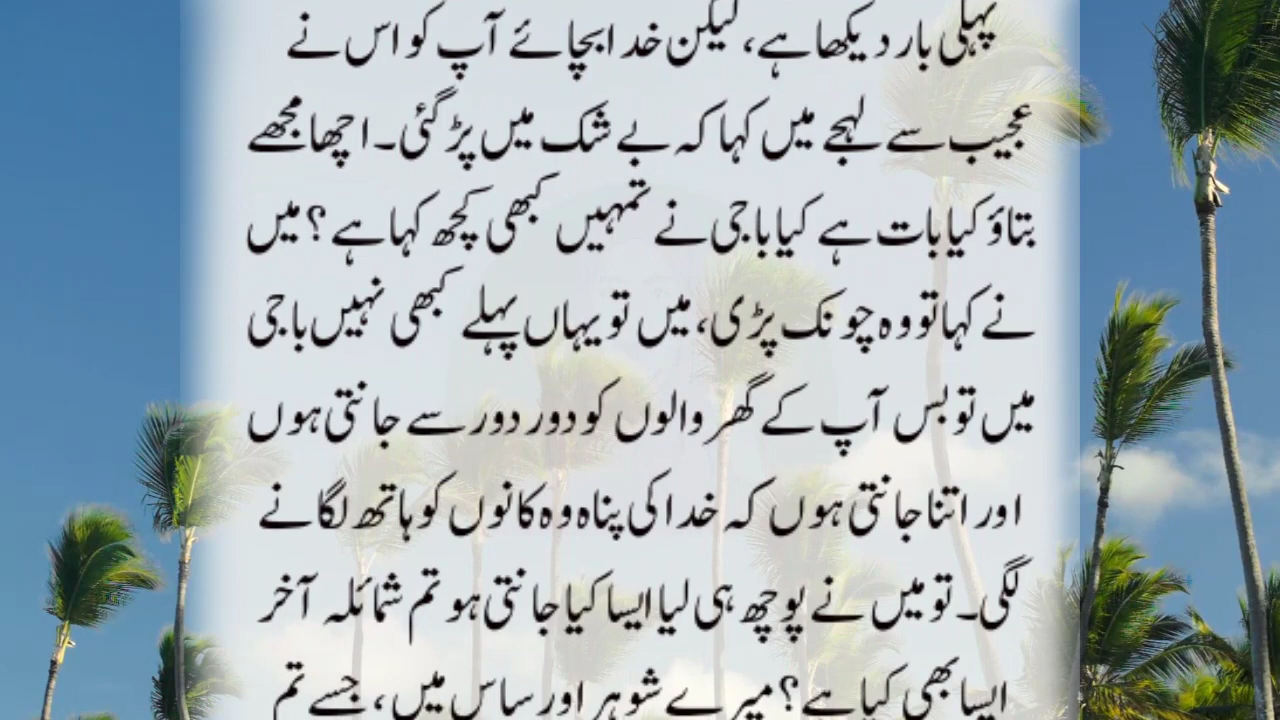 پہلی بار دیکھا ہے، لیکن خدا بچائے آپ کو اس نے
عجیب سے لہجے میں کہا کہ بے شک میں پڑ گئی۔ اچھا مجھے
بتاؤ کیا بات ہے کیا باجی نے تمہیں کبھی کچھ کہا ہے ؟ میں
نے کہا تو وہ چونک پڑی، میں تو یہاں پہلے کبھی نہیں باجی
میں تو بس آپ کے گھر والوں کو دور دور سے جانتی ہوں
اور اتنا جانتی ہوں کہ خدا کی پناہ وہ کانوں کو ہاتھ لگانے
لگی۔ تو میں نے پوچھ ہی لیا ایسا کیا جانتی ہو تم شمائلہ آخر
ایسا بھی کیا ہے ؟ میرے شوہر اور ساس میں، جسے تم